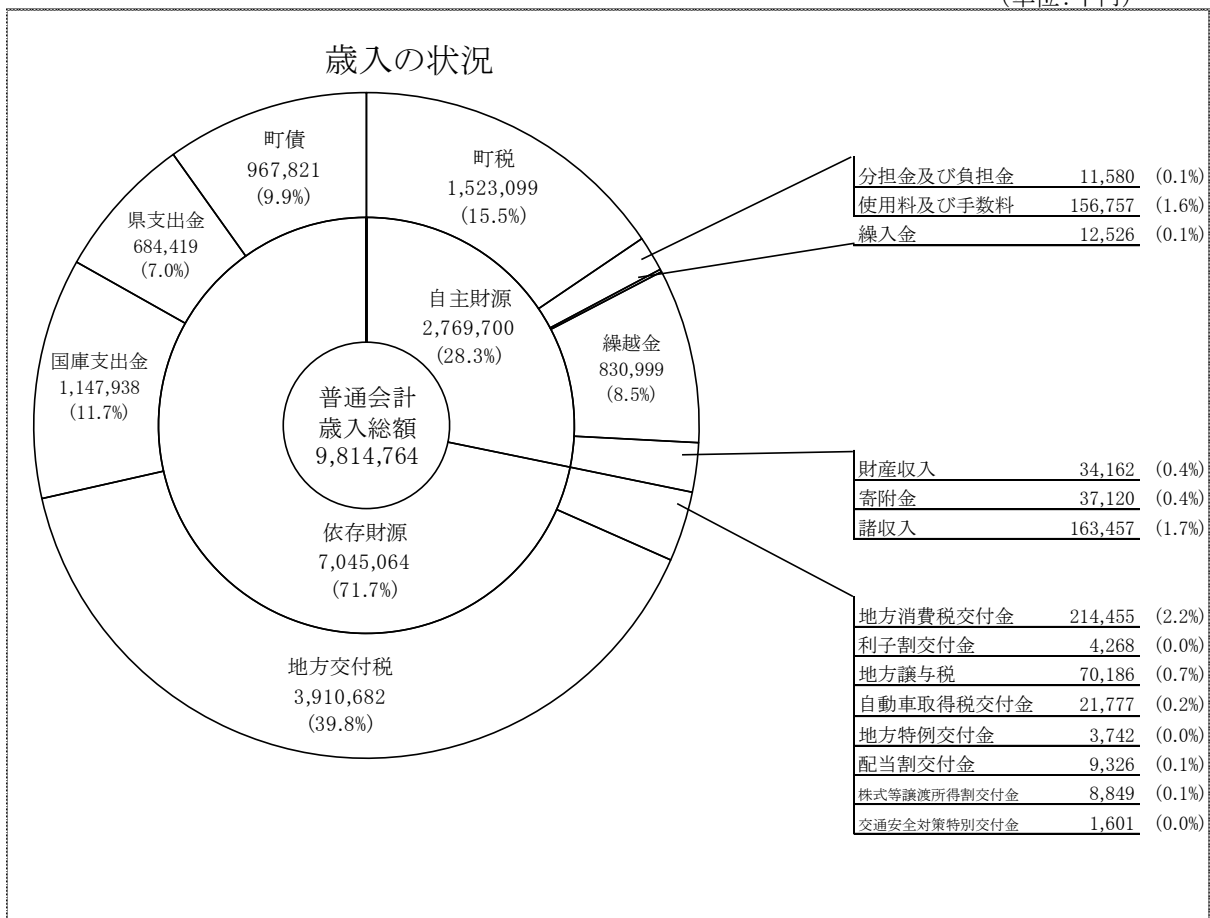 歳入の状況
町債
967,821
(9.9%)
町税
1,523,099
(15.5%)
県支出金
684,419
(7.0%)
国庫支出金
1,147,938
(11.7%)
自主財源
2,769,700
(28.3%)
繰越金
830,999
(8.5%)
普通会計
歳入総額
9,814,764
依存財源
7,045,064
(71.7%)
地方交付税
3,910,682
(39.8%)
分担金及び負担金 11,580 (0.1%)
使用料及び手数料 156,757 (1.6%)
繰入金 12,526 (0.1%)
財産収入 34,162 (0.4%)
寄附金 37,120 (0.4%)
諸収入 163,457 (1.7%)
地方消費税交付金 214,455 (2.2%)
利子割交付金 4,268 (0.0%)
地方譲与税 70,186 (0.7%)
自動車取得税交付金 21,777 (0.2%)
地方特例交付金 3,742 (0.0%)
配当割交付金 9,326 (0.1%)
株式等譲渡所得割交付金 8,849 (0.1%)
交通安全対策特別交付金 1,601 (0.0%)